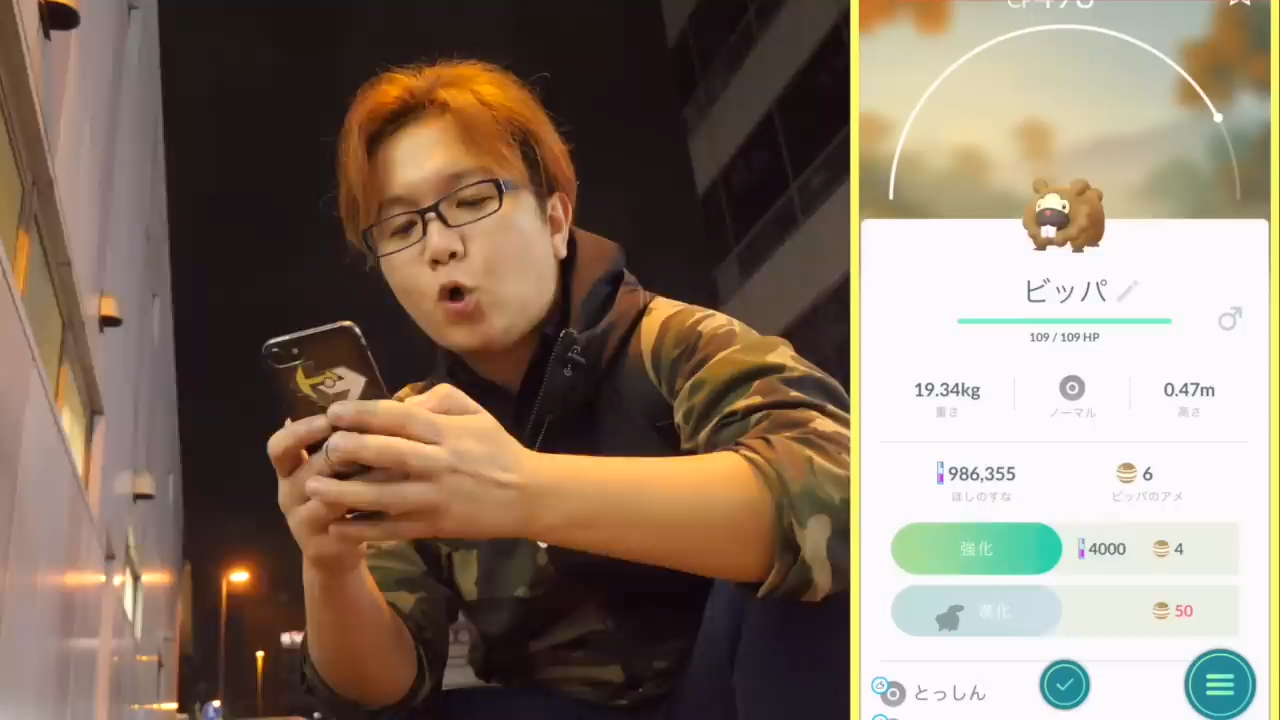 ビッパ
109 / 109 HP
19.34kg
重さ
ノーマル
0.47m
高さ
986,355
ほしのすな
6
ビッパのアメ
強化
4000
4
進化
50
とっしん